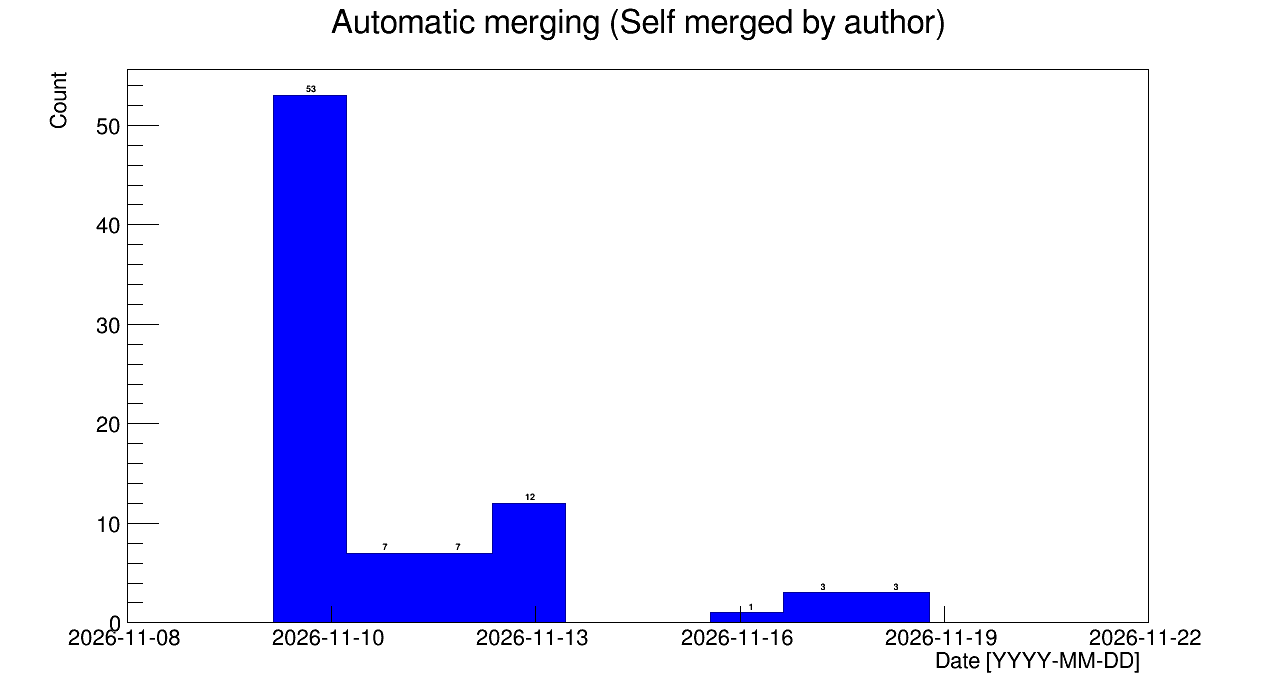 Automatic merging (Self merged by author)
Count
53
50
40
30
20
12
10
7 7
3 3
1
0
2026-11-08 2026-11-10 2026-11-13 2026-11-16 2026-11-19 2026-11-22
Date [YYYY-MM-DD]